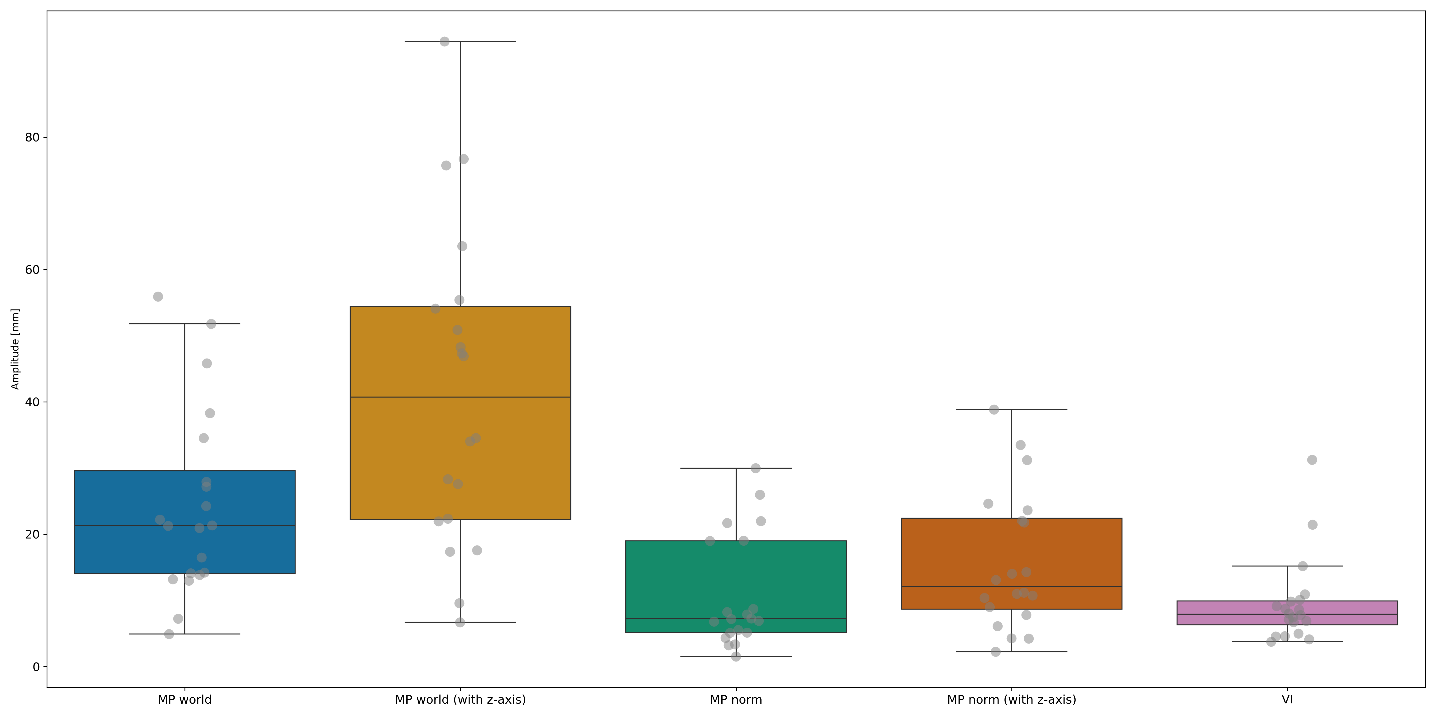 80
60
40
20
0
Amplitude [mm]
MP world
MP world (with z-axis)
MP norm
MP norm (with z-axis)
VI